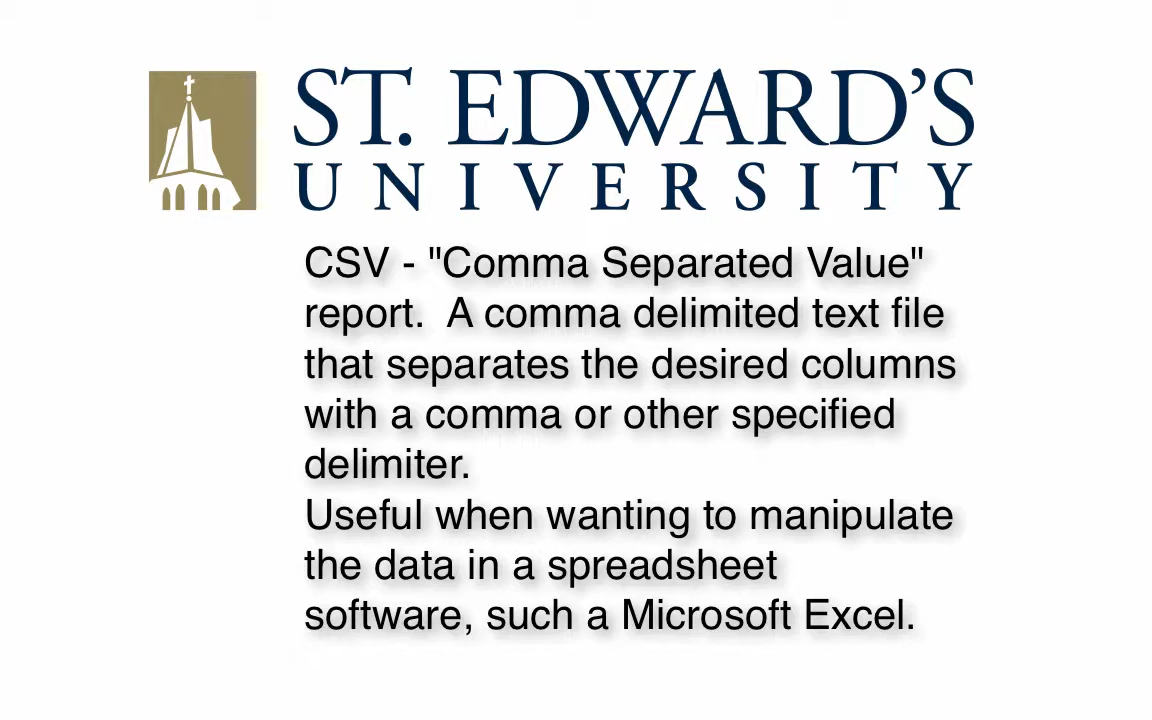 ST. EDWARD'S
UNIVERSITY
CSV - "Comma Separated Value"
report.  A comma delimited text file
that separates the desired columns
with a comma or other specified
delimiter.
Useful when wanting to manipulate
the data in a spreadsheet
software, such a Microsoft Excel.